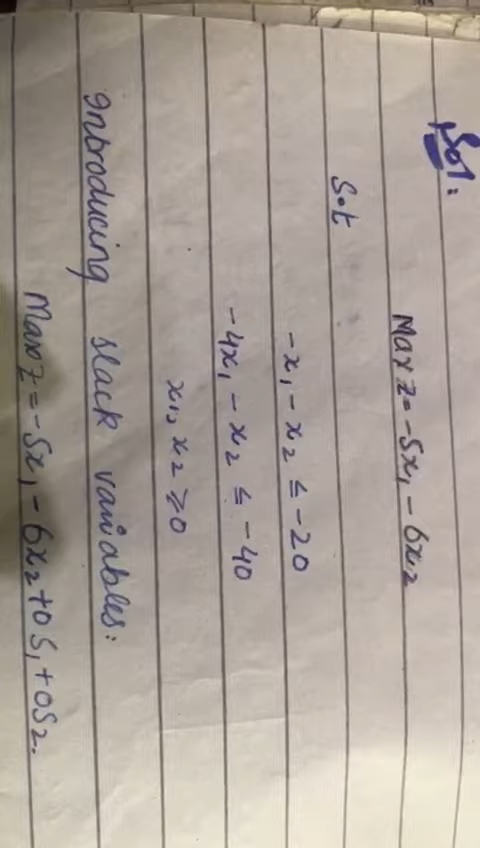 Sol:
Max Z = -5x₁ - 6x₂
S.t
-x₁ - x₂ ≤ -20
-4x₁ - x₂ ≤ -40
x₁, x₂ ≥ 0
Introducing slack variables:
Max Z = -5x₁ - 6x₂ + 0S₁ + 0S₂.